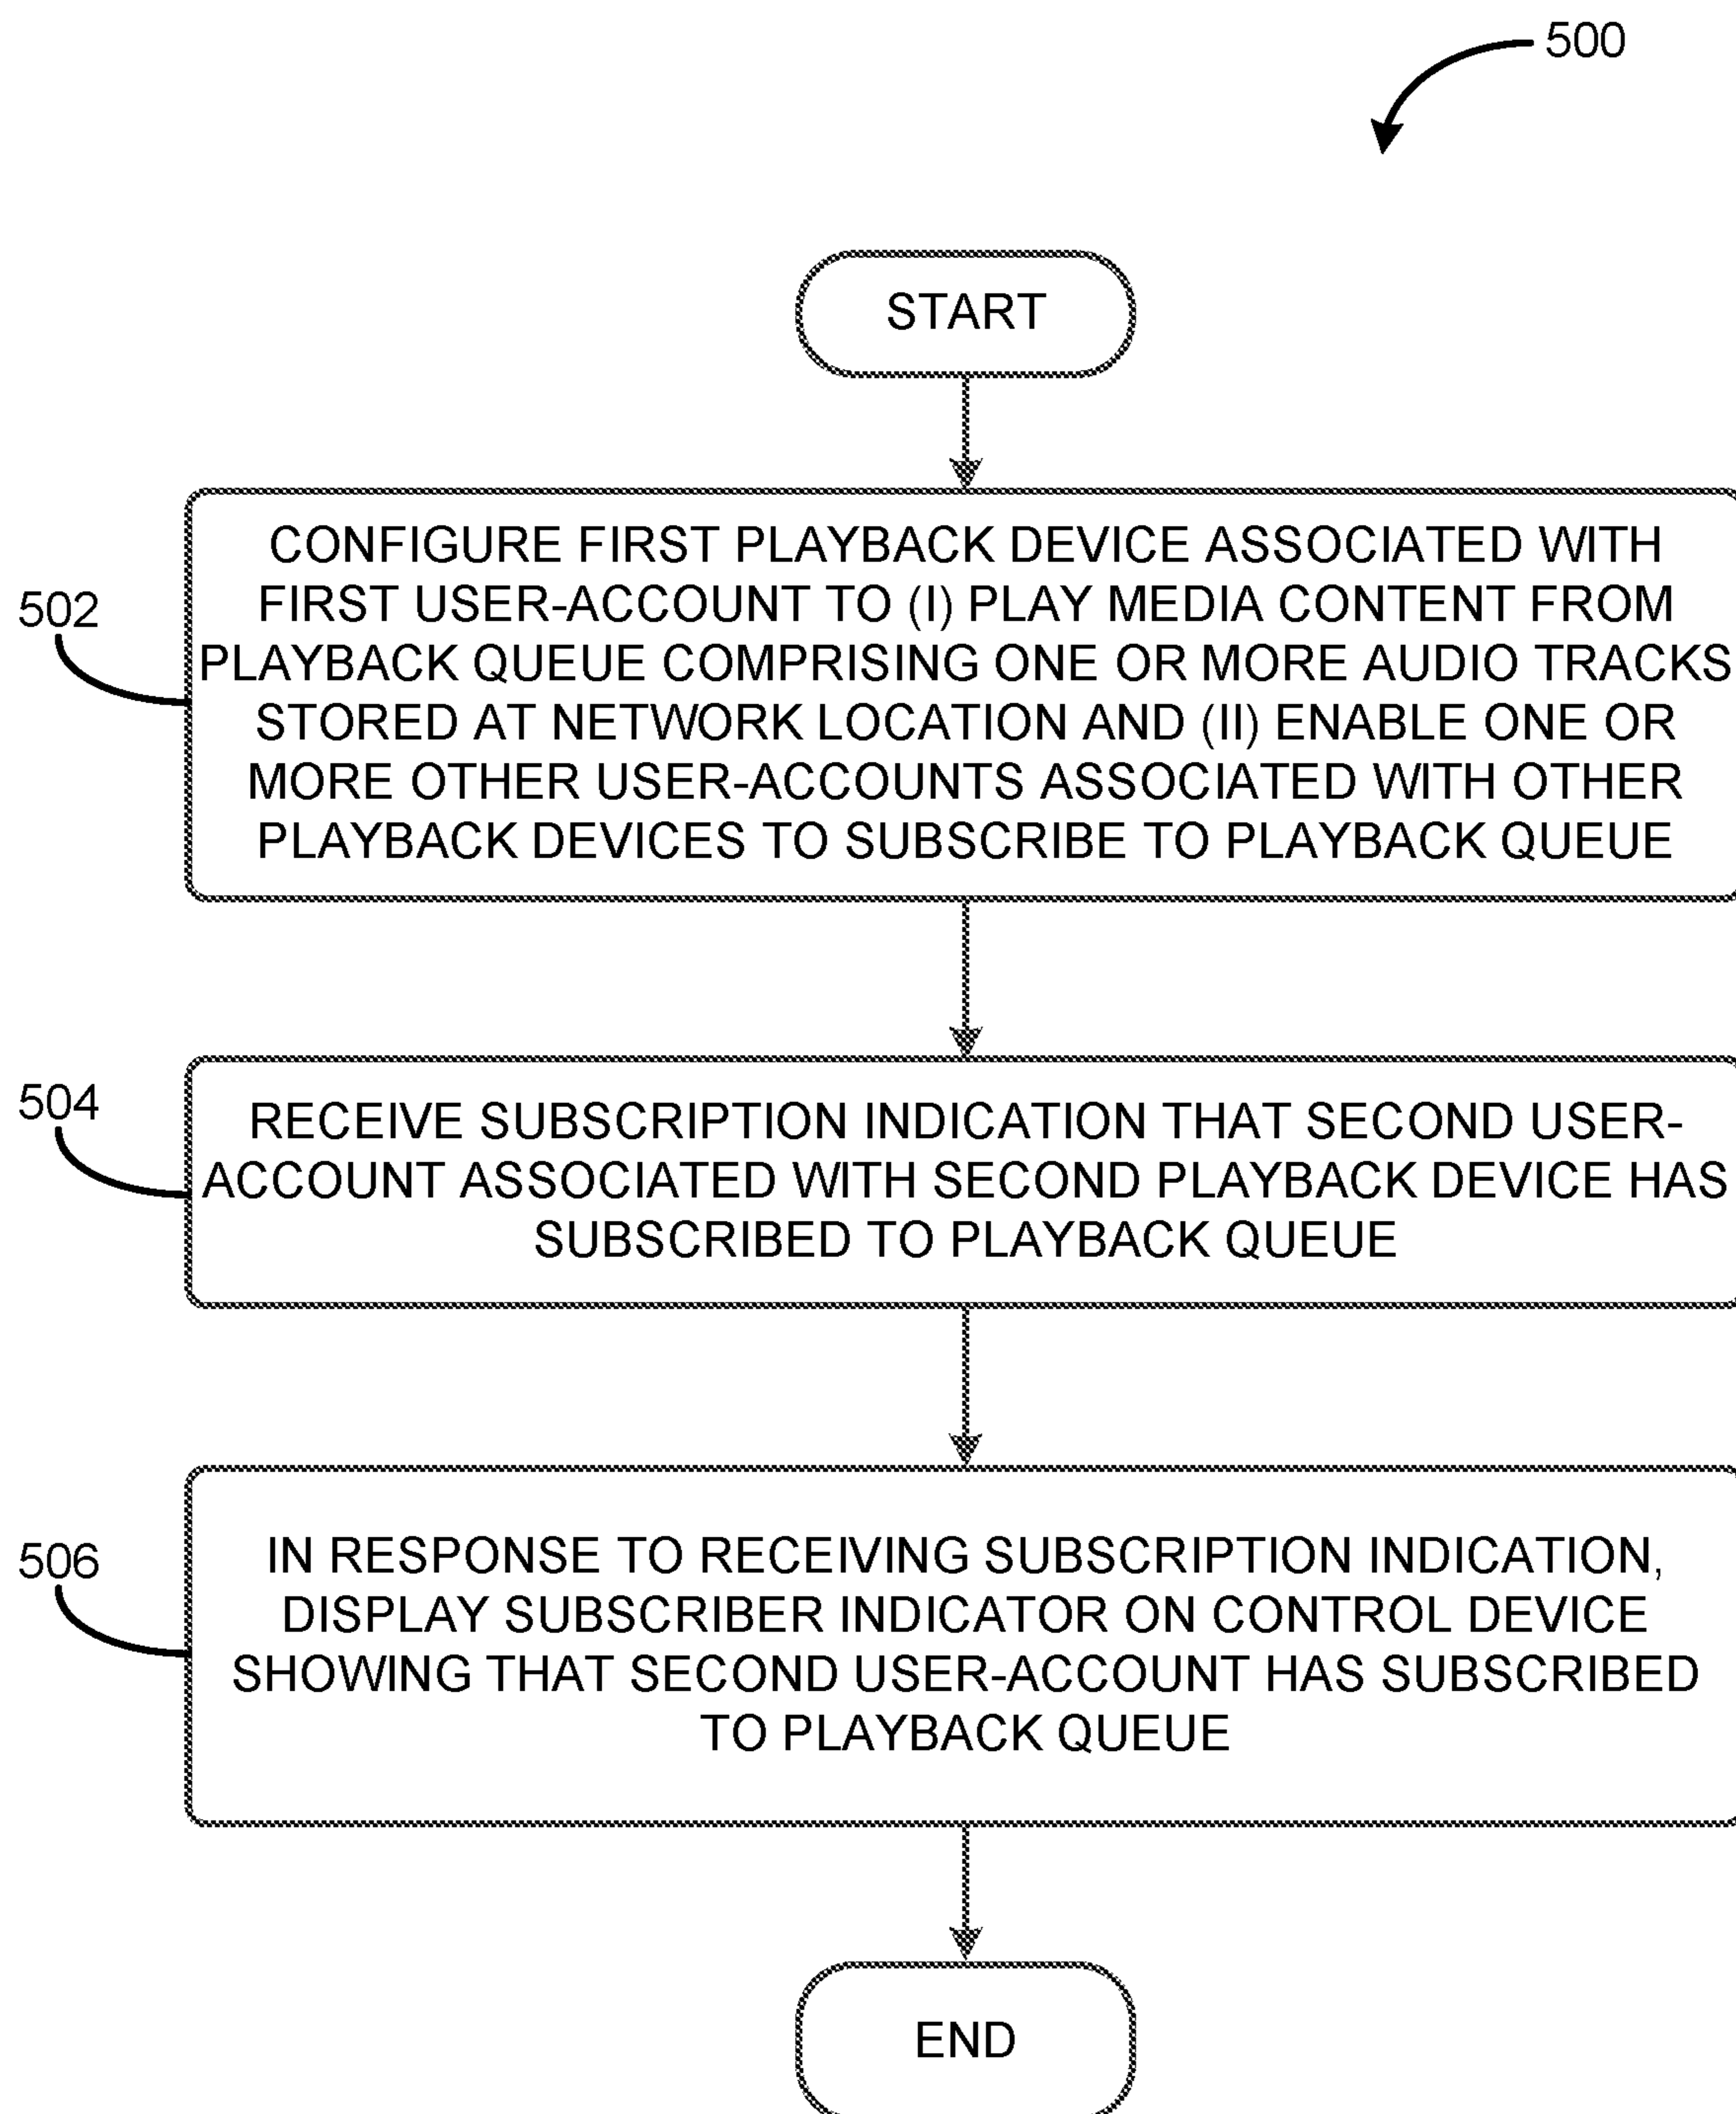 500
START
502
CONFIGURE FIRST PLAYBACK DEVICE ASSOCIATED WITH
FIRST USER-ACCOUNT TO (I) PLAY MEDIA CONTENT FROM
PLAYBACK QUEUE COMPRISING ONE OR MORE AUDIO TRACKS
STORED AT NETWORK LOCATION AND (II) ENABLE ONE OR
MORE OTHER USER-ACCOUNTS ASSOCIATED WITH OTHER
PLAYBACK DEVICES TO SUBSCRIBE TO PLAYBACK QUEUE
504
RECEIVE SUBSCRIPTION INDICATION THAT SECOND USER-
ACCOUNT ASSOCIATED WITH SECOND PLAYBACK DEVICE HAS
SUBSCRIBED TO PLAYBACK QUEUE
506
IN RESPONSE TO RECEIVING SUBSCRIPTION INDICATION,
DISPLAY SUBSCRIBER INDICATOR ON CONTROL DEVICE
SHOWING THAT SECOND USER-ACCOUNT HAS SUBSCRIBED
TO PLAYBACK QUEUE
END